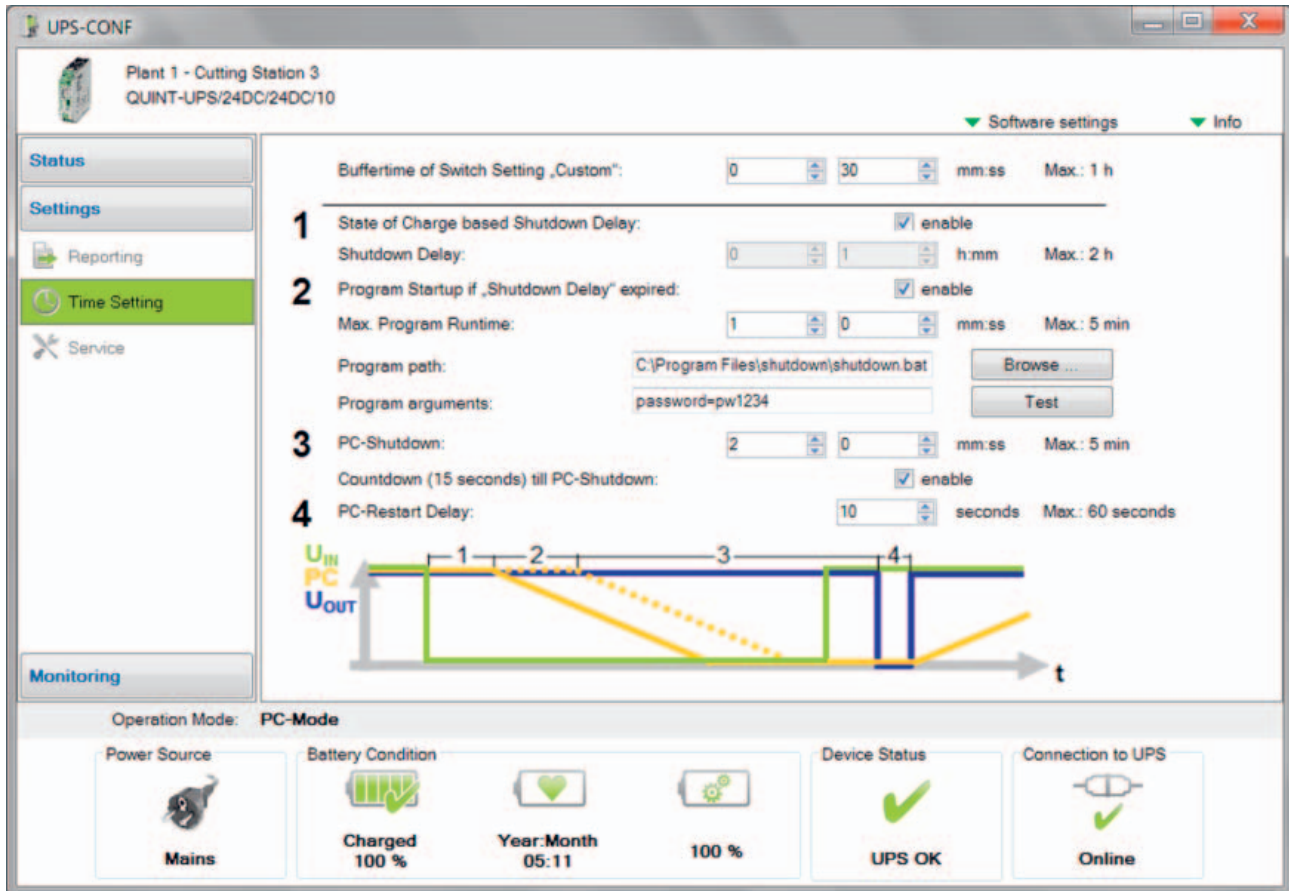 UPS-CONF
Plant 1 - Cutting Station 3
QUINT-UPS/24DC/24DC/10
Software settings Info
Status
Settings
Reporting
Time Setting
Service
Monitoring
Buffertime of Switch Setting „Custom“: 0 30 mm:ss Max.: 1 h
1 State of Charge based Shutdown Delay: enable
Shutdown Delay: 0 1 h:mm Max.: 2 h
2 Program Startup if „Shutdown Delay“ expired: enable
Max. Program Runtime: 1 0 mm:ss Max.: 5 min
Program path: C:\Program Files\shutdown\shutdown.bat Browse ...
Program arguments: password=pw1234 Test
3 PC-Shutdown: 2 0 mm:ss Max.: 5 min
Countdown (15 seconds) till PC-Shutdown: enable
4 PC-Restart Delay: 10 seconds Max.: 60 seconds
UIN 1 2 3 4
PC
UOUT
t
Operation Mode: PC-Mode
Power Source Battery Condition Device Status Connection to UPS
Charged Year:Month
Mains 100 % 05:11 100 % UPS OK Online